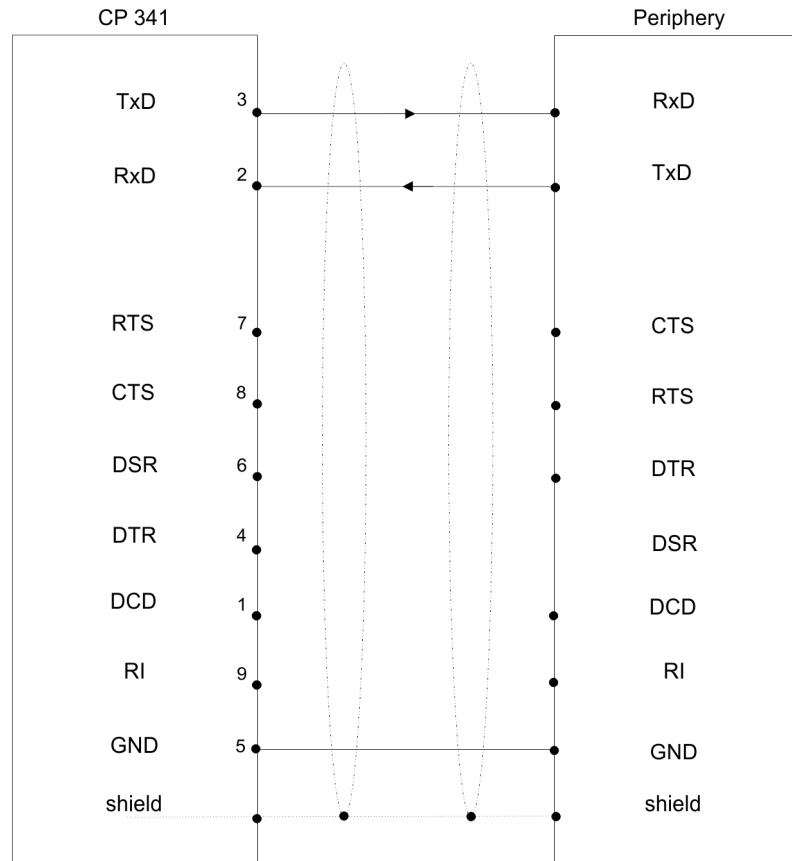 CP 341 Periphery
TxD 3 RxD
RxD 2 TxD
RTS 7 CTS
CTS 8 RTS
DSR 6 DTR
DTR 4 DSR
DCD 1 DCD
RI 9 RI
GND 5 GND
shield shield